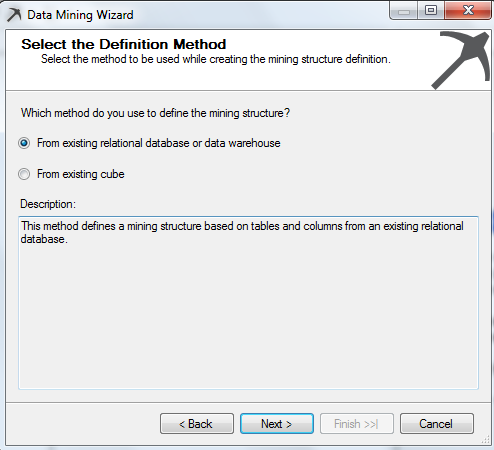 Data Mining Wizard
Select the Definition Method
Select the method to be used while creating the mining structure definition.
Which method do you use to define the mining structure?
From existing relational database or data warehouse
From existing cube
Description:
This method defines a mining structure based on tables and columns from an existing relational
database.
< Back
Next >
Finish >>|
Cancel